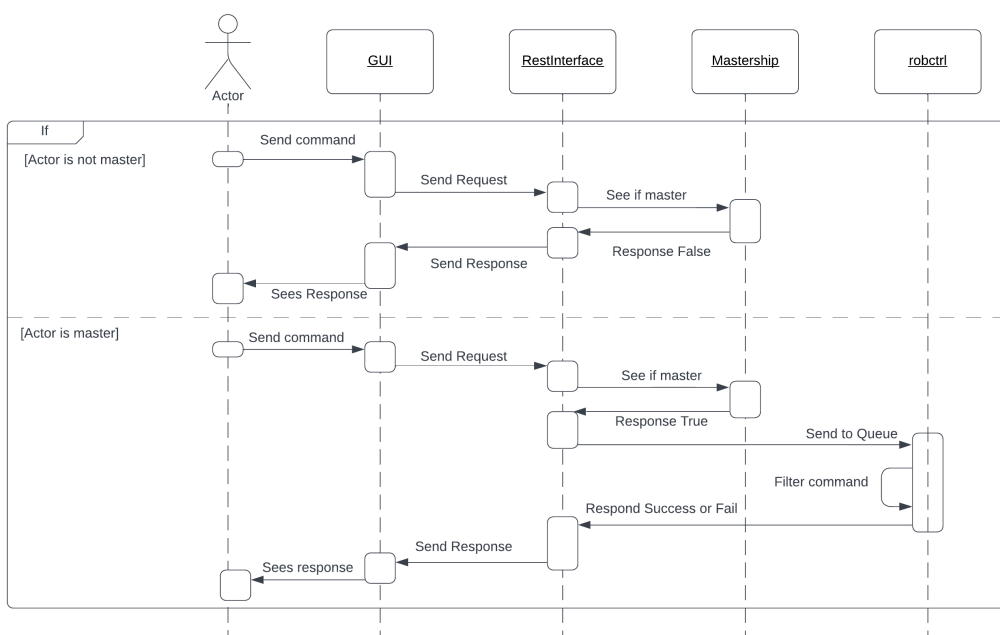 Actor
GUI
RestInterface
Mastership
robctrl
If
[Actor is not master]
Send command
Send Request
See if master
Response False
Send Response
Sees Response
[Actor is master]
Send command
Send Request
See if master
Response True
Send to Queue
Filter command
Respond Success or Fail
Send Response
Sees response